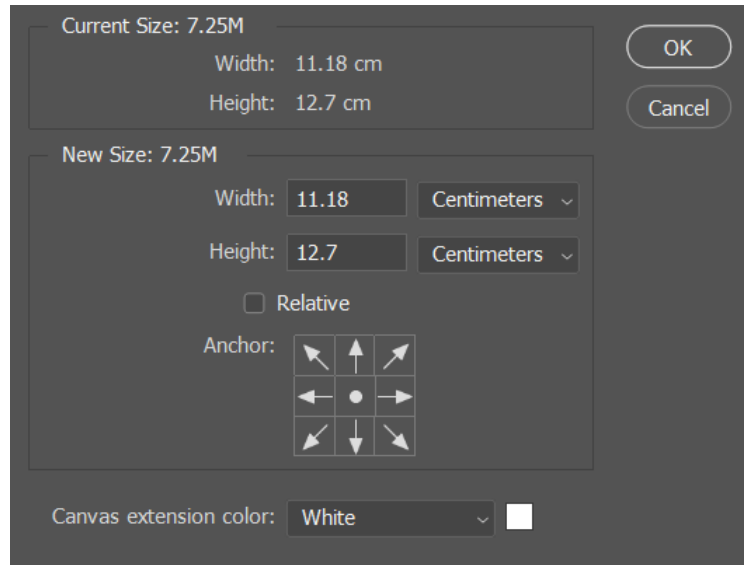 Current Size: 7.25M
OK
Width: 11.18 cm
Height: 12.7 cm
Cancel
New Size: 7.25M
Width: 11.18 Centimeters
Height: 12.7 Centimeters
Relative
Anchor:
Canvas extension color: White